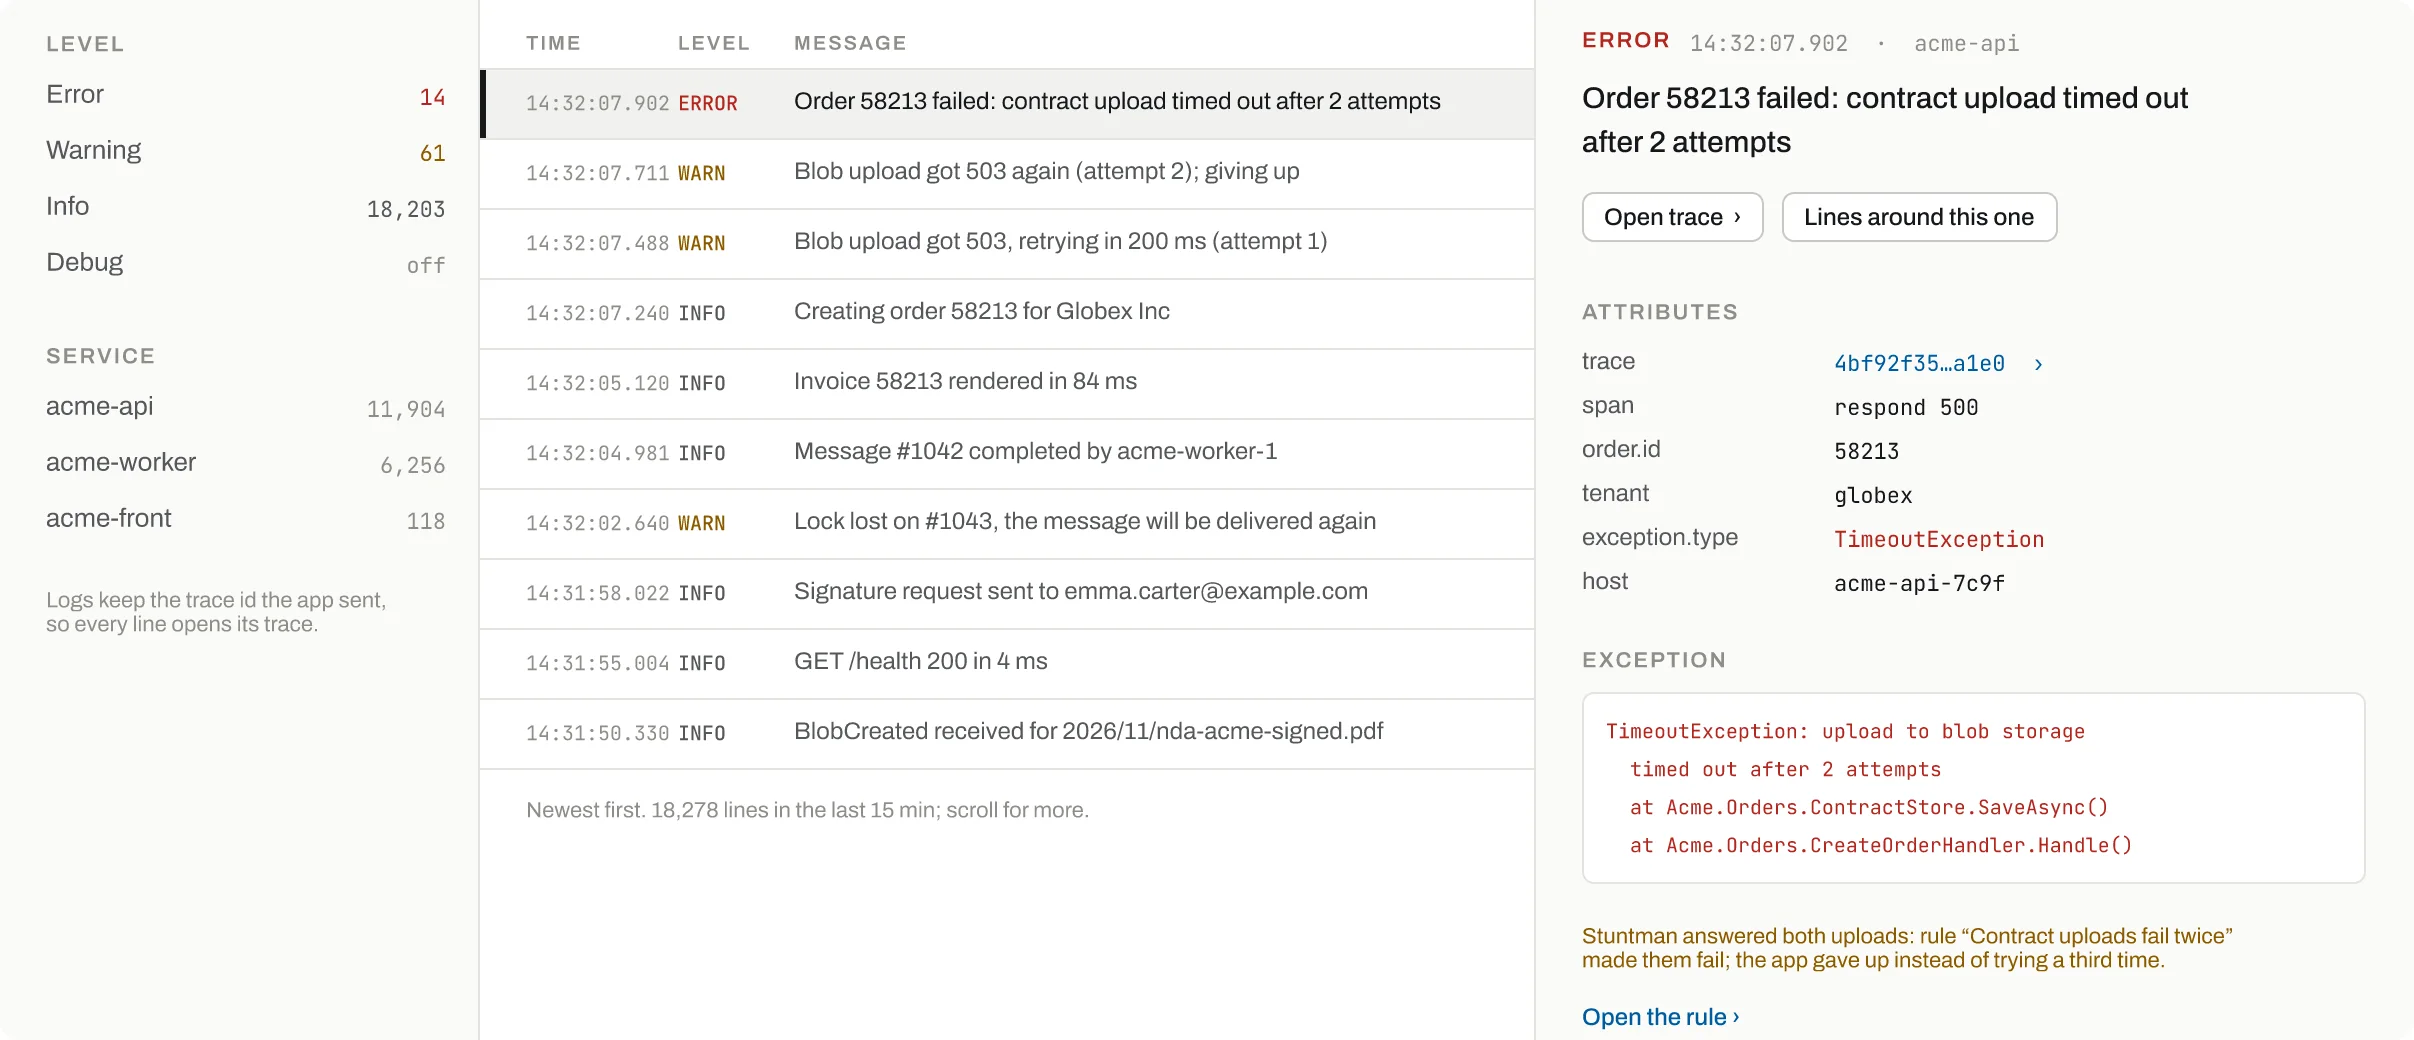 LEVEL
Error 14
Warning 61
Info 18,203
Debug off
SERVICE
acme-api 11,904
acme-worker 6,256
acme-front 118
Logs keep the trace id the app sent,
so every line opens its trace.
TIME LEVEL MESSAGE
14:32:07.902 ERROR Order 58213 failed: contract upload timed out after 2 attempts
14:32:07.711 WARN Blob upload got 503 again (attempt 2); giving up
14:32:07.488 WARN Blob upload got 503, retrying in 200 ms (attempt 1)
14:32:07.240 INFO Creating order 58213 for Globex Inc
14:32:05.120 INFO Invoice 58213 rendered in 84 ms
14:32:04.981 INFO Message #1042 completed by acme-worker-1
14:32:02.640 WARN Lock lost on #1043, the message will be delivered again
14:31:58.022 INFO Signature request sent to emma.carter@example.com
14:31:55.004 INFO GET /health 200 in 4 ms
14:31:50.330 INFO BlobCreated received for 2026/11/nda-acme-signed.pdf
Newest first. 18,278 lines in the last 15 min; scroll for more.
ERROR 14:32:07.902 · acme-api
Order 58213 failed: contract upload timed out
after 2 attempts
Open trace › Lines around this one
ATTRIBUTES
trace 4bf92f35…a1e0 ›
span respond 500
order.id 58213
tenant globex
exception.type TimeoutException
host acme-api-7c9f
EXCEPTION
TimeoutException: upload to blob storage
timed out after 2 attempts
at Acme.Orders.ContractStore.SaveAsync()
at Acme.Orders.CreateOrderHandler.Handle()
Stuntman answered both uploads: rule “Contract uploads fail twice”
made them fail; the app gave up instead of trying a third time.
Open the rule ›